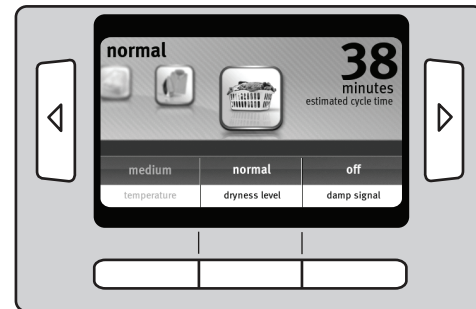 normal
38
minutes
estimated cycle time
medium normal off
temperature dryness level damp signal